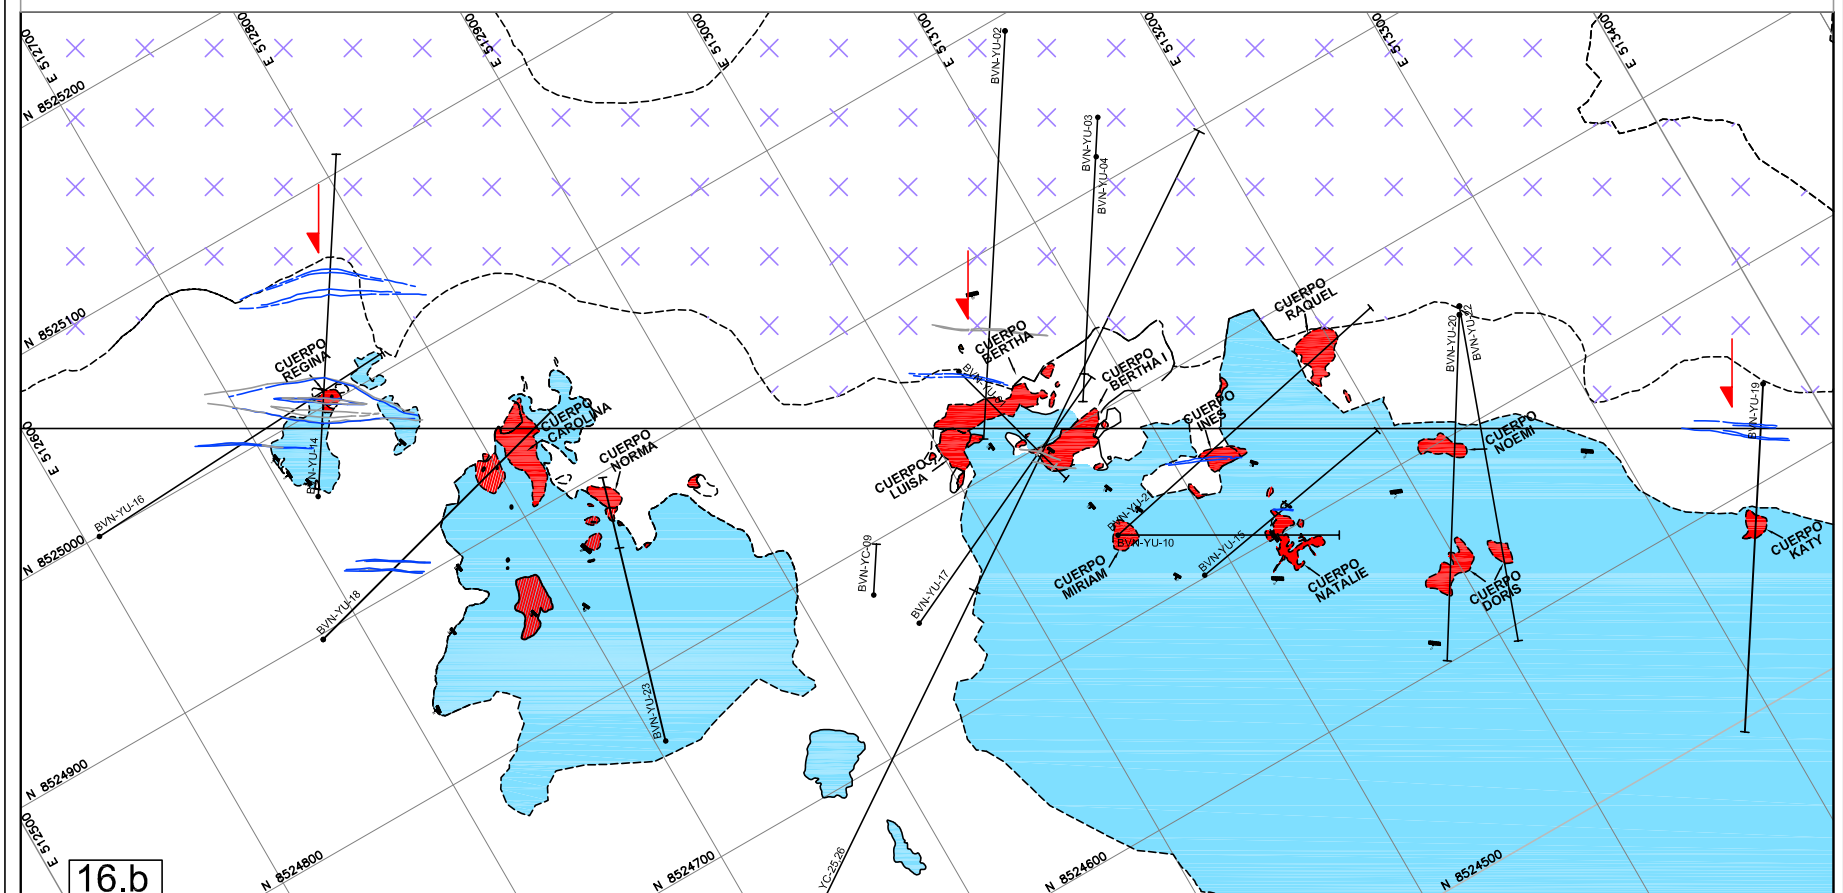 E 512700
E 512800
E 512900
E 513000
E 513100
E 513200
E 513300
E 513400
N 8525200
BVN-YU-02
BVN-YU-03
BVN-YU-04
N 8525100
CUERPO
REGINA
CUERPO
BERTHA
CUERPO
BERTHA I
CUERPO
RAQUEL
BVN-YU-20
BVN-YU-22
BVN-YU-19
E 512600
BVN-YU-14
CUERPO
CAROLINA
CUERPO
NORMA
CUERPO
LUISA
CUERPO
INES
CUERPO
NOEMI
BVN-YU-16
N 8525000
BVN-YU-18
BVN-YU-23
BVN-YC-09
BVN-YU-17
BVN-YU-10
BVN-YU-15
CUERPO
MIRIAM
CUERPO
NATALIE
CUERPO
DORIS
CUERPO
KATY
N 8524900
E 512500
N 8524800
N 8524700
YC-25,26
N 8524600
N 8524500
16.b